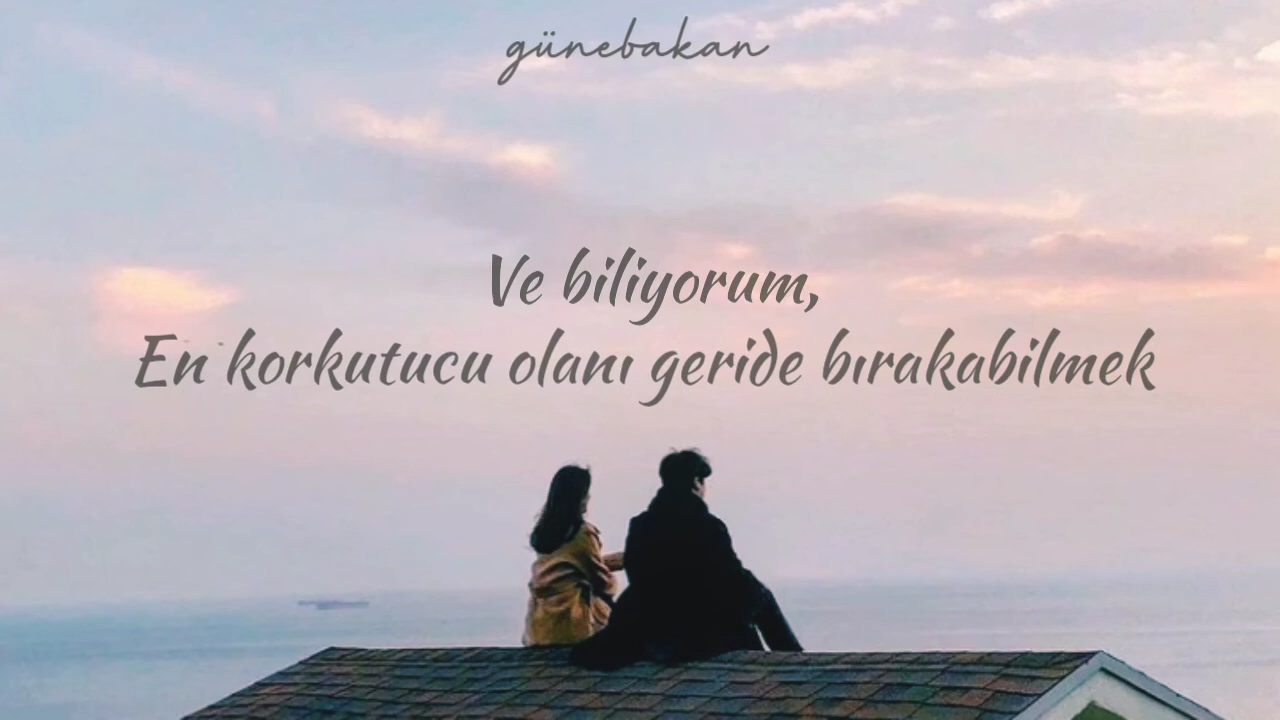 günebakan
Ve biliyorum,
En korkutucu olanı geride bırakabilmek